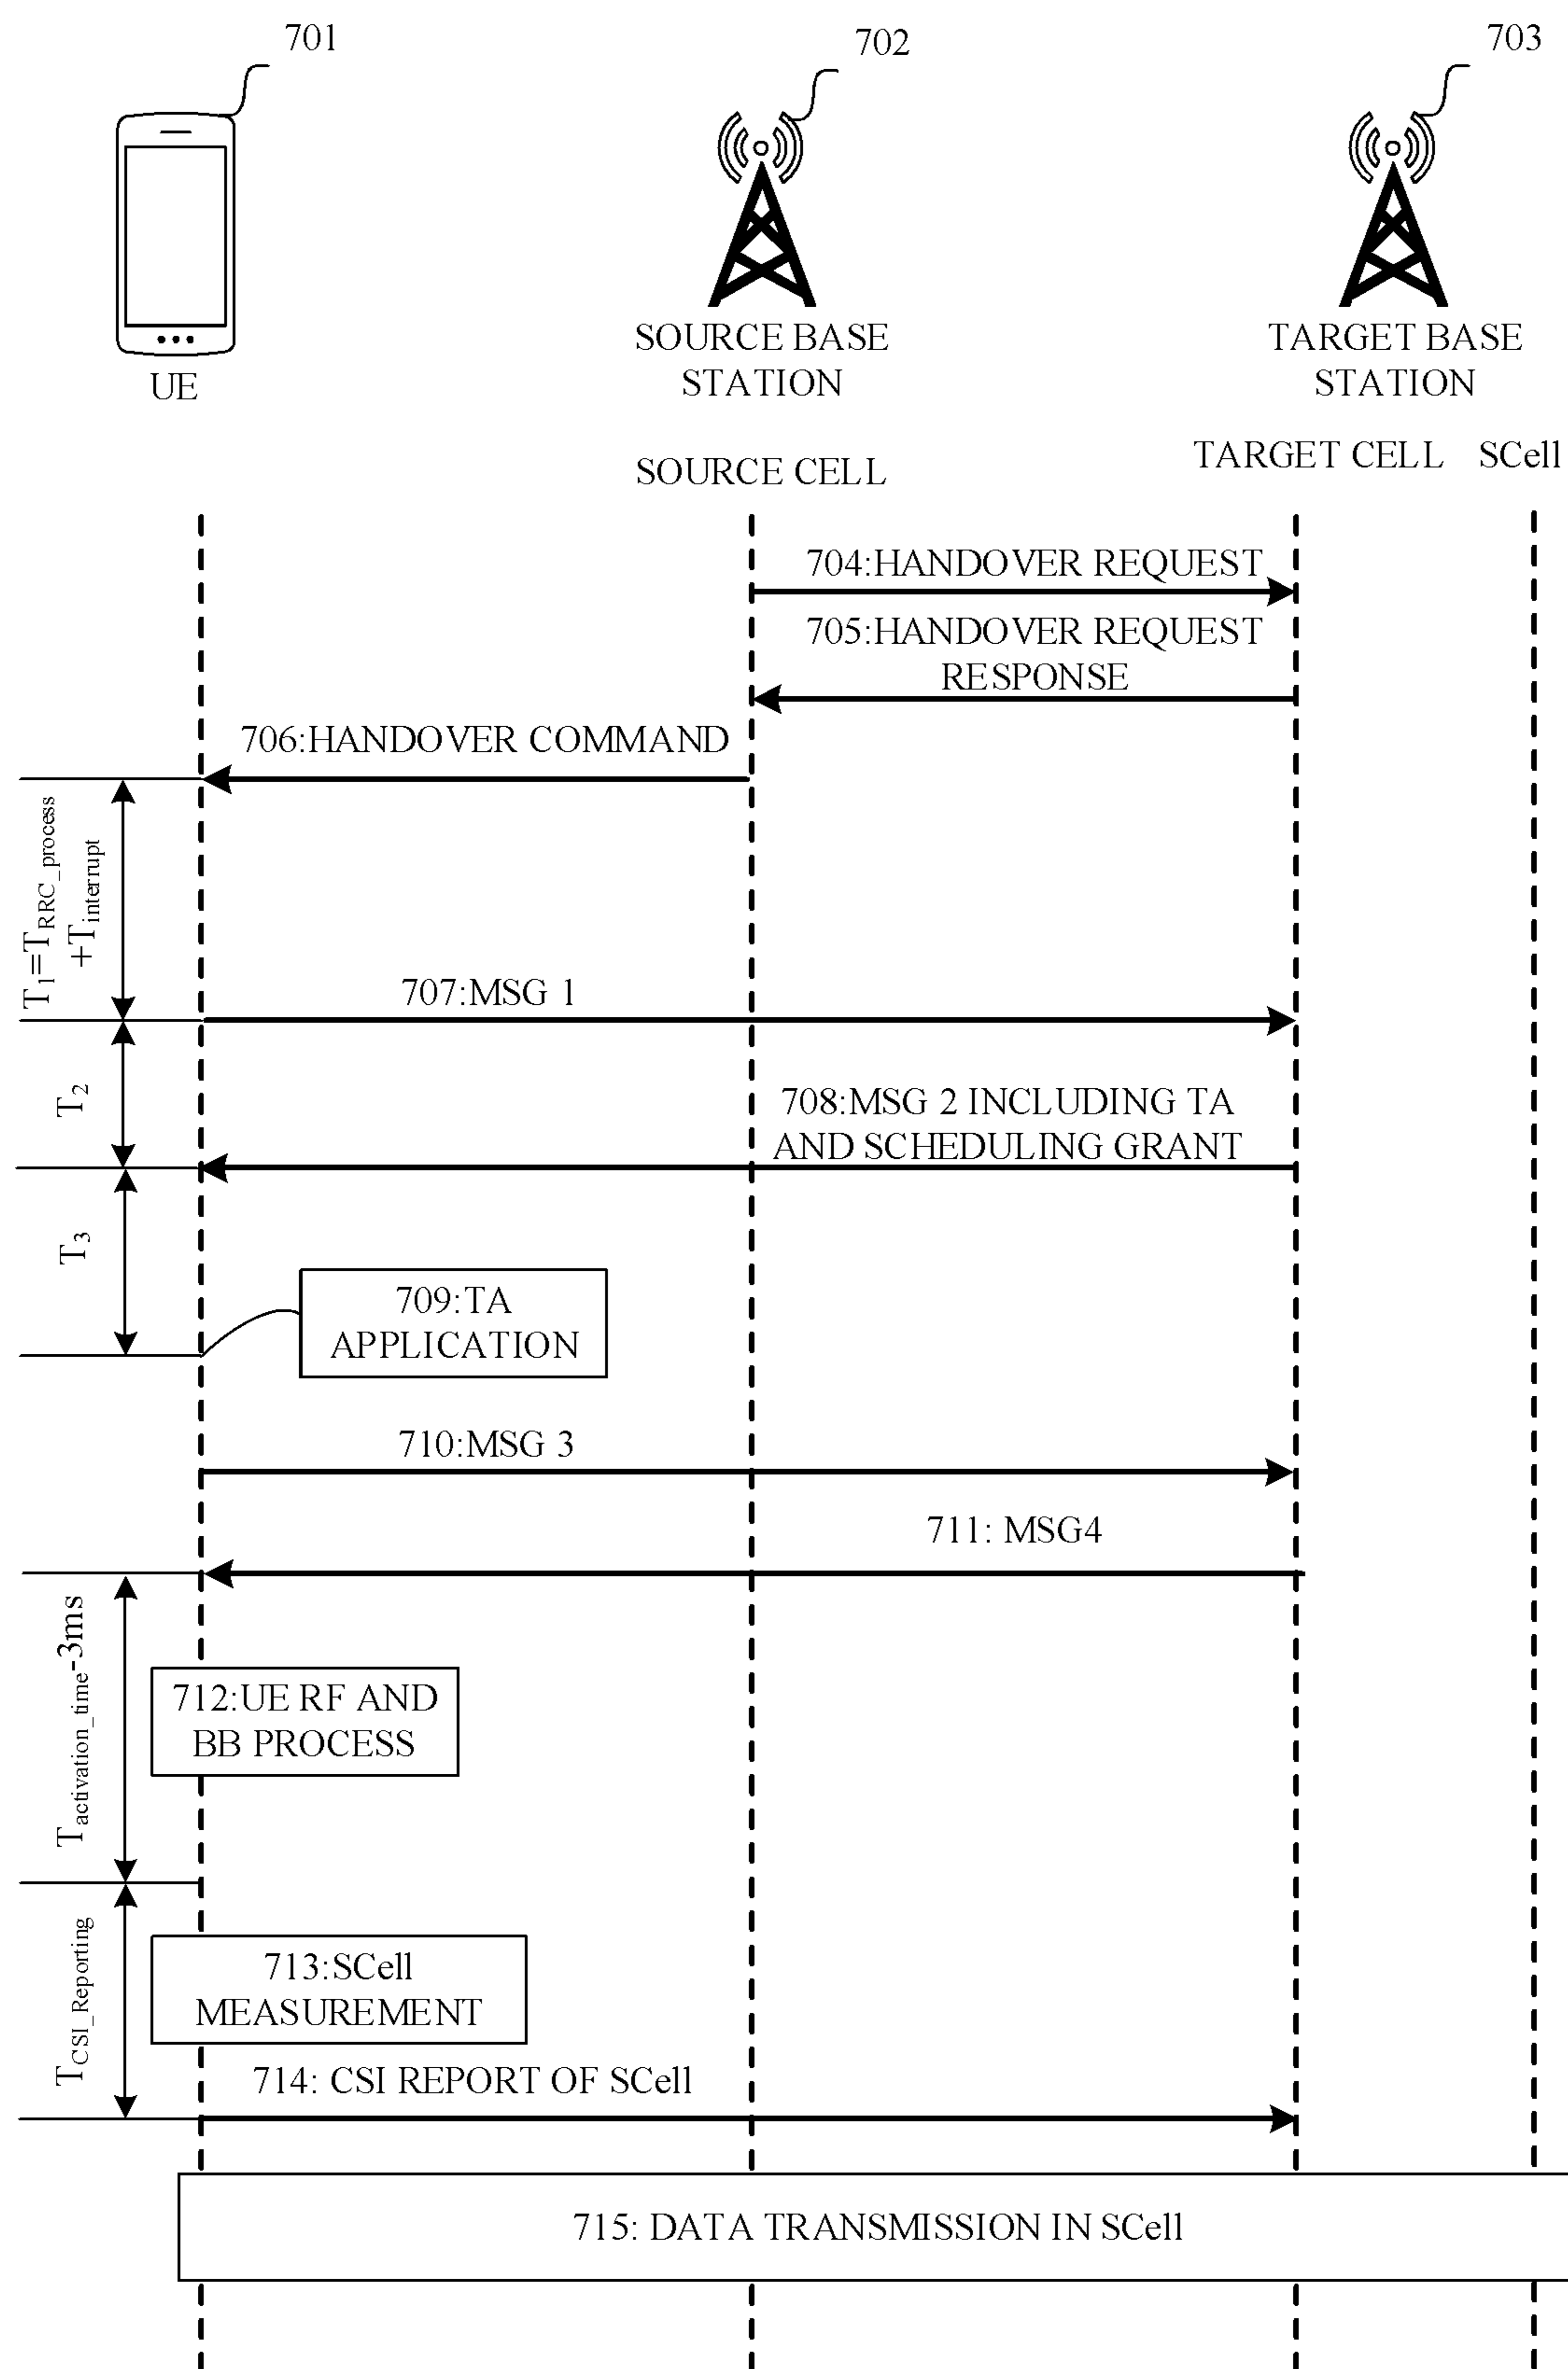 701
702
703
UE
SOURCE BASE
STATION
TARGET BASE
STATION
SOURCE CELL
TARGET CELL
SCell
704:HANDOVER REQUEST
705:HANDOVER REQUEST
RESPONSE
706:HANDOVER COMMAND
T1=TRRC_process
+Tinterrupt
707:MSG 1
T2
708:MSG 2 INCLUDING TA
AND SCHEDULING GRANT
T3
709:TA
APPLICATION
710:MSG 3
711: MSG4
Tactivation_time-3ms
712:UE RF AND
BB PROCESS
TCSI_Reporting
713:SCell
MEASUREMENT
714: CSI REPORT OF SCell
715: DATA TRANSMISSION IN SCell